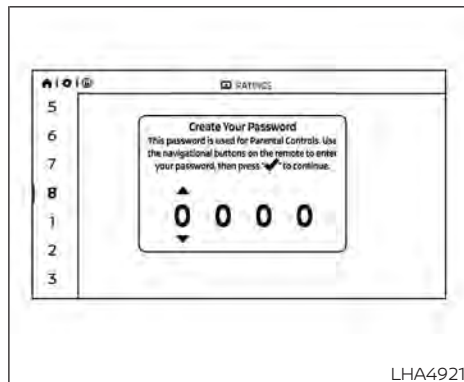 RATINGS
5
6
7
8
1
2
3
Create Your Password
This password is used for Parental Controls. Use
the navigational buttons on the remote to enter
your password, then press "✔" to continue.
0 0 0 0
LHA4921